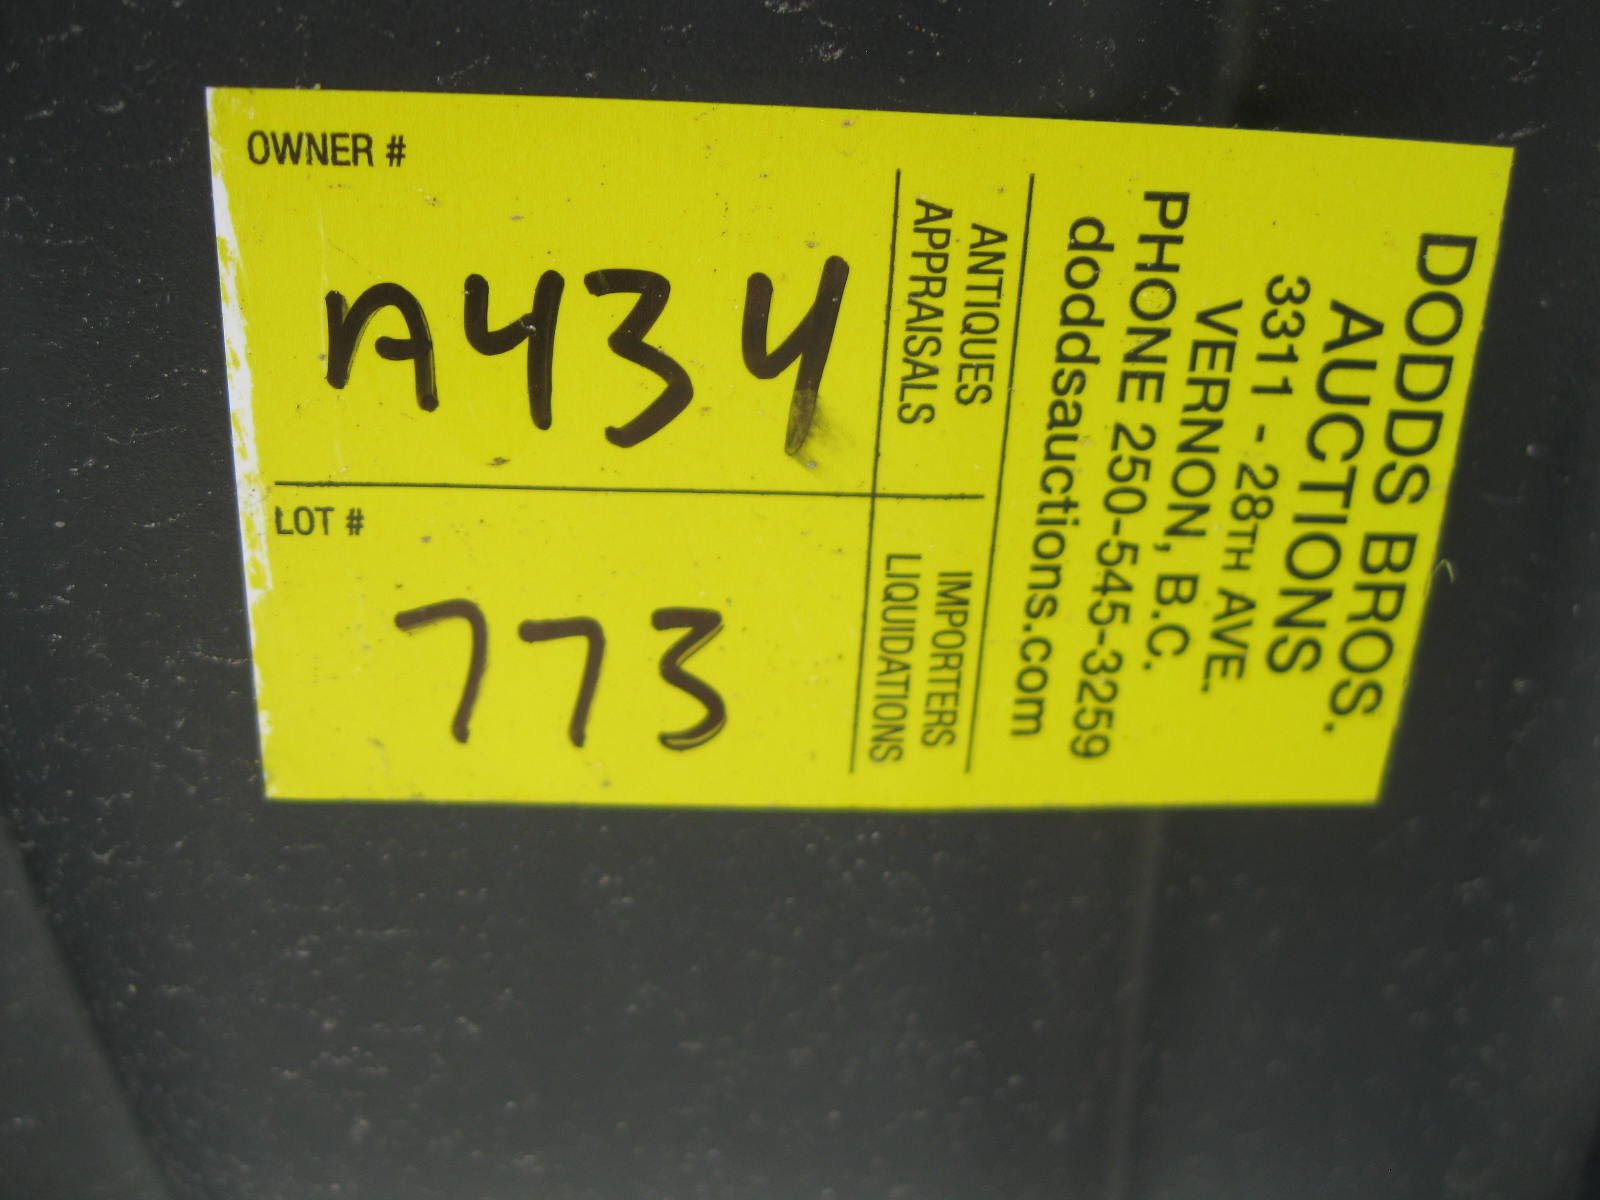 OWNER #
A434
LOT #
773
DODDS BROS.
AUCTIONS
3311 - 28TH AVE.
VERNON, B.C.
PHONE 250-545-3259
doddsauctions.com
ANTIQUES
APPRAISALS
IMPORTERS
LIQUIDATIONS